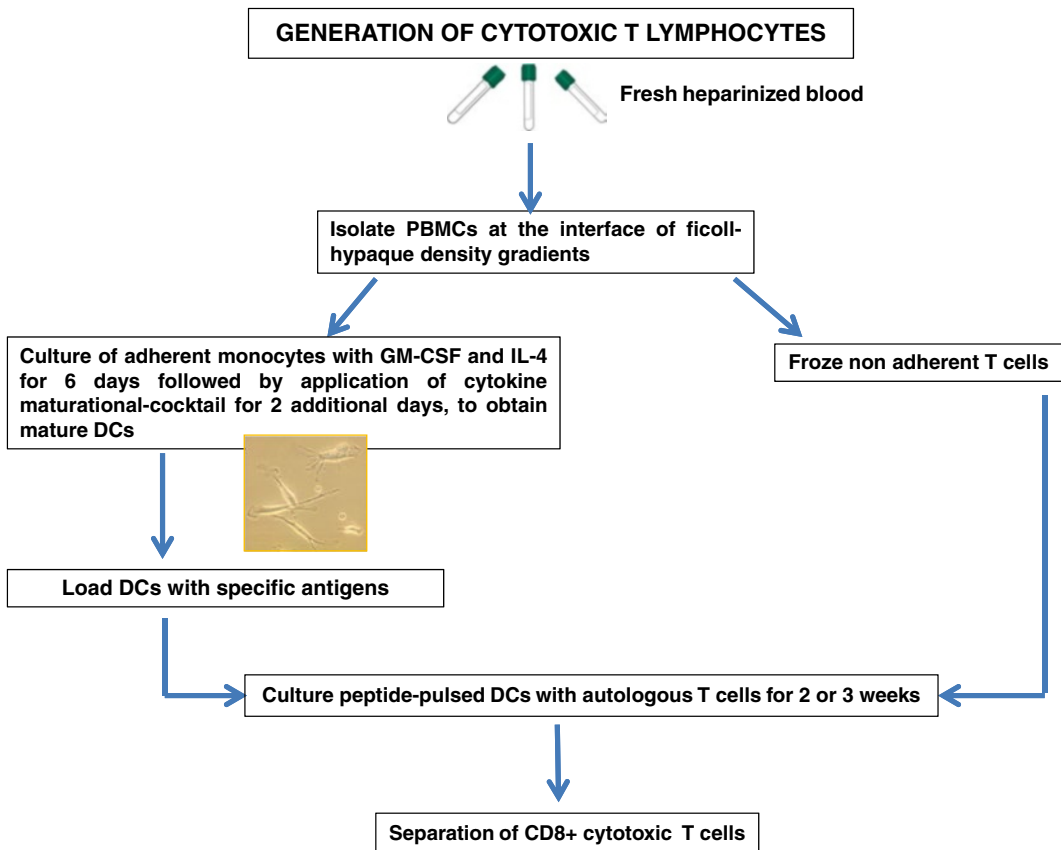 GENERATION OF CYTOTOXIC T LYMPHOCYTES
Fresh heparinized blood
Isolate PBMCs at the interface of ficoll-
hypaque density gradients
Culture of adherent monocytes with GM-CSF and IL-4
for 6 days followed by application of cytokine
maturational-cocktail for 2 additional days, to obtain
mature DCs
Froze non adherent T cells
Load DCs with specific antigens
Culture peptide-pulsed DCs with autologous T cells for 2 or 3 weeks
Separation of CD8+ cytotoxic T cells